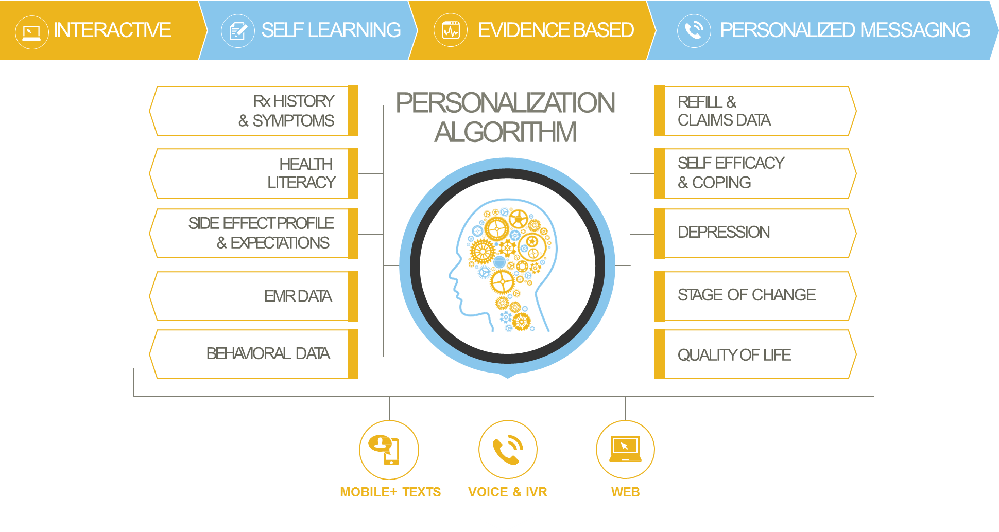 INTERACTIVE
SELF LEARNING
EVIDENCE BASED
PERSONALIZED MESSAGING
PERSONALIZATION
ALGORITHM
Rx HISTORY
& SYMPTOMS
HEALTH
LITERACY
SIDE EFFECT PROFILE
& EXPECTATIONS
EMR DATA
BEHAVIORAL DATA
REFILL &
CLAIMS DATA
SELF EFFICACY
& COPING
DEPRESSION
STAGE OF CHANGE
QUALITY OF LIFE
MOBILE+ TEXTS
VOICE & IVR
WEB